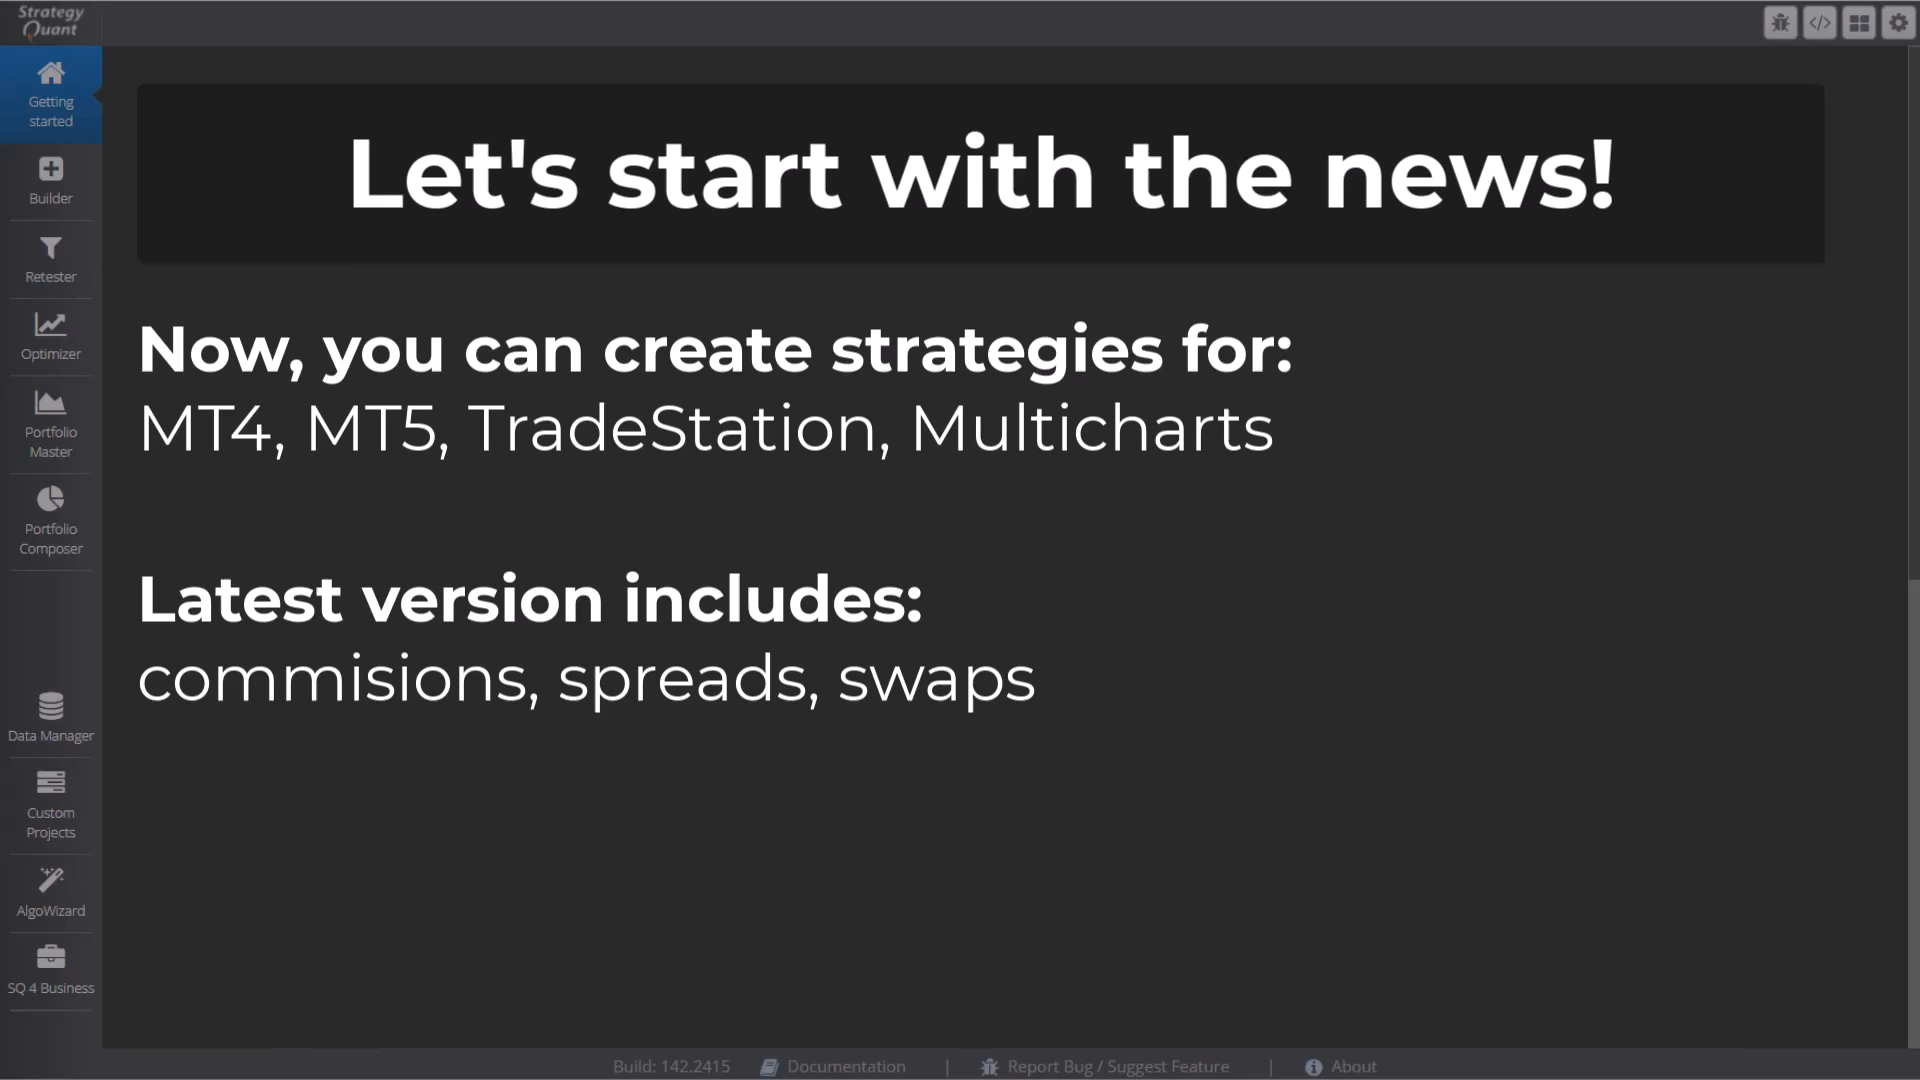 Strategy
Quant
Getting
started
Builder
Retester
Optimizer
Portfolio
Master
Portfolio
Composer
Data Manager
Custom
Projects
AlgoWizard
SQ 4 Business
</>
Let's start with the news!
Now, you can create strategies for:
MT4, MT5, TradeStation, Multicharts
Latest version includes:
commisions, spreads, swaps
Build: 142.2415 Documentation | Report Bug / Suggest Feature | About